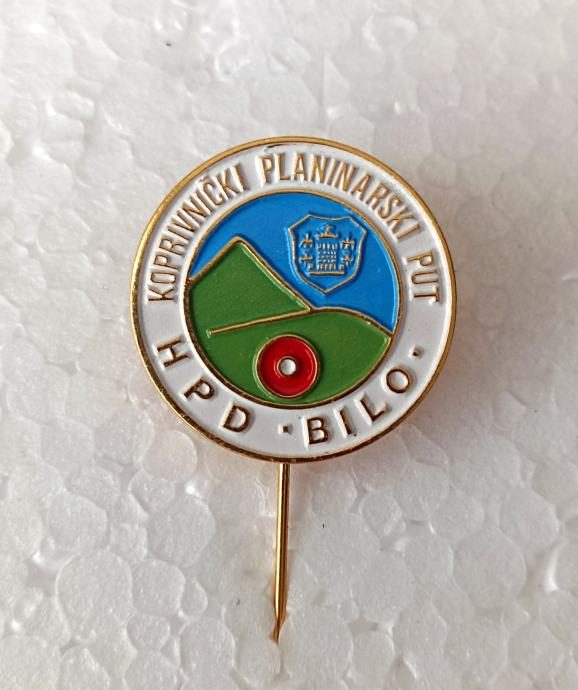 KOPRIVNIČKI PLANINARSKI PUT
HPD · BILO ·